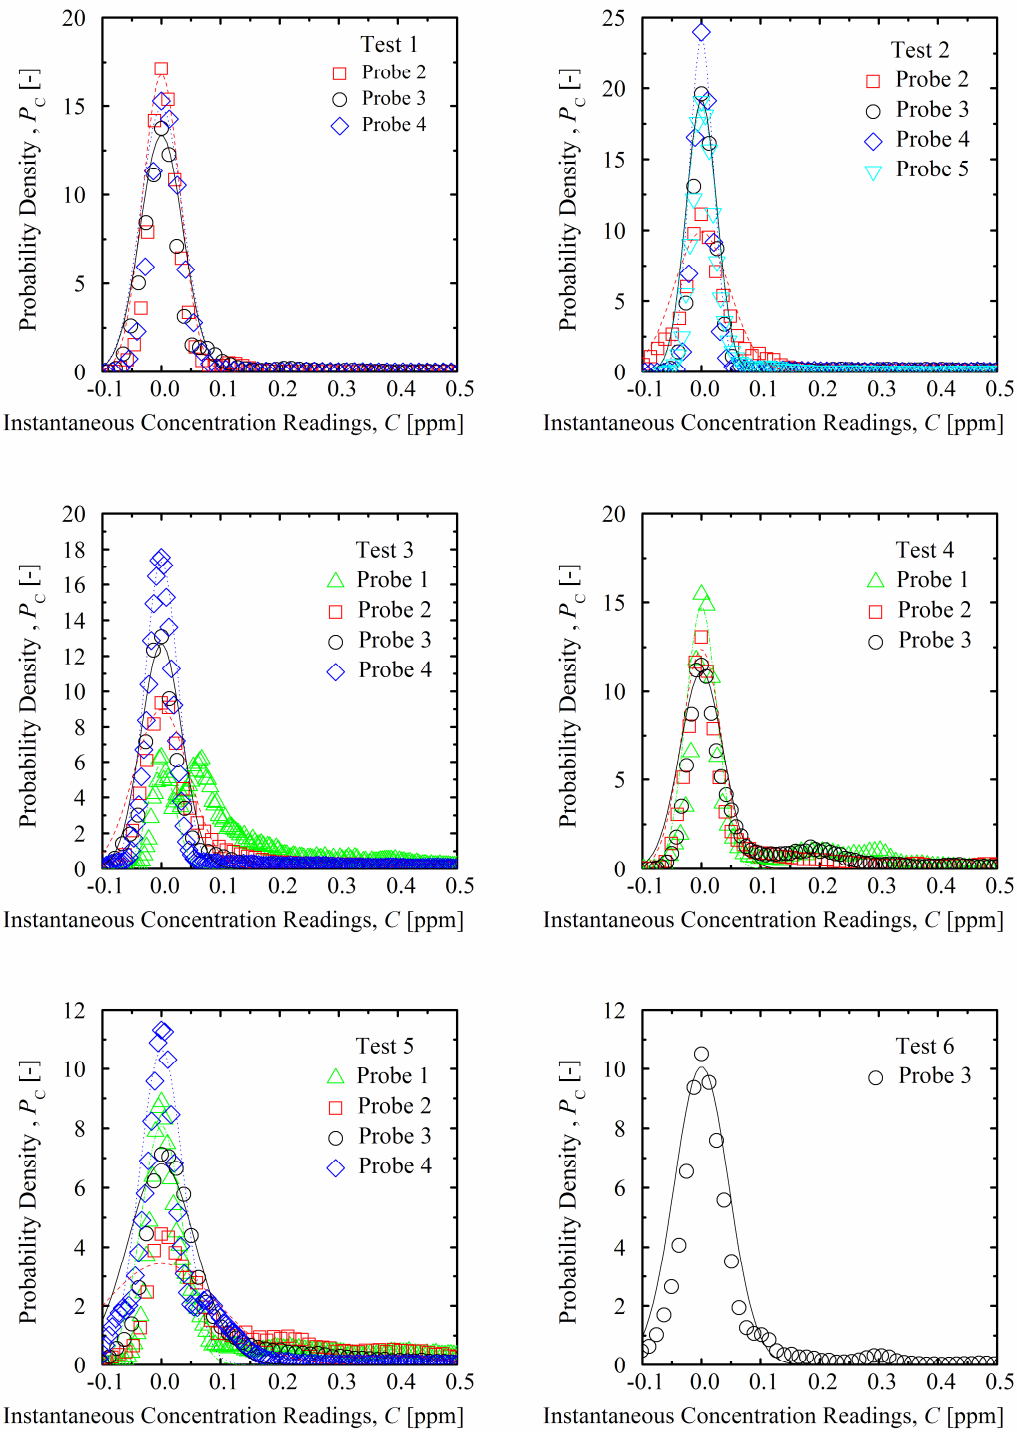 Test 1
Probe 2
Probe 3
Probe 4
Probability Density , PC [-]
20
15
10
5
0
-0.1 0.0 0.1 0.2 0.3 0.4 0.5
Instantaneous Concentration Readings, C [ppm]
Test 2
Probe 2
Probe 3
Probe 4
Probe 5
Probability Density , PC [-]
25
20
15
10
5
0
-0.1 0.0 0.1 0.2 0.3 0.4 0.5
Instantaneous Concentration Readings, C [ppm]
Test 3
Probe 1
Probe 2
Probe 3
Probe 4
Probability Density , PC [-]
20
18
16
14
12
10
8
6
4
2
0
-0.1 0.0 0.1 0.2 0.3 0.4 0.5
Instantaneous Concentration Readings, C [ppm]
Test 4
Probe 1
Probe 2
Probe 3
Probability Density , PC [-]
20
15
10
5
0
-0.1 0.0 0.1 0.2 0.3 0.4 0.5
Instantaneous Concentration Readings, C [ppm]
Test 5
Probe 1
Probe 2
Probe 3
Probe 4
Probability Density , PC [-]
12
10
8
6
4
2
0
-0.1 0.0 0.1 0.2 0.3 0.4 0.5
Instantaneous Concentration Readings, C [ppm]
Test 6
Probe 3
Probability Density , PC [-]
12
10
8
6
4
2
0
-0.1 0.0 0.1 0.2 0.3 0.4 0.5
Instantaneous Concentration Readings, C [ppm]